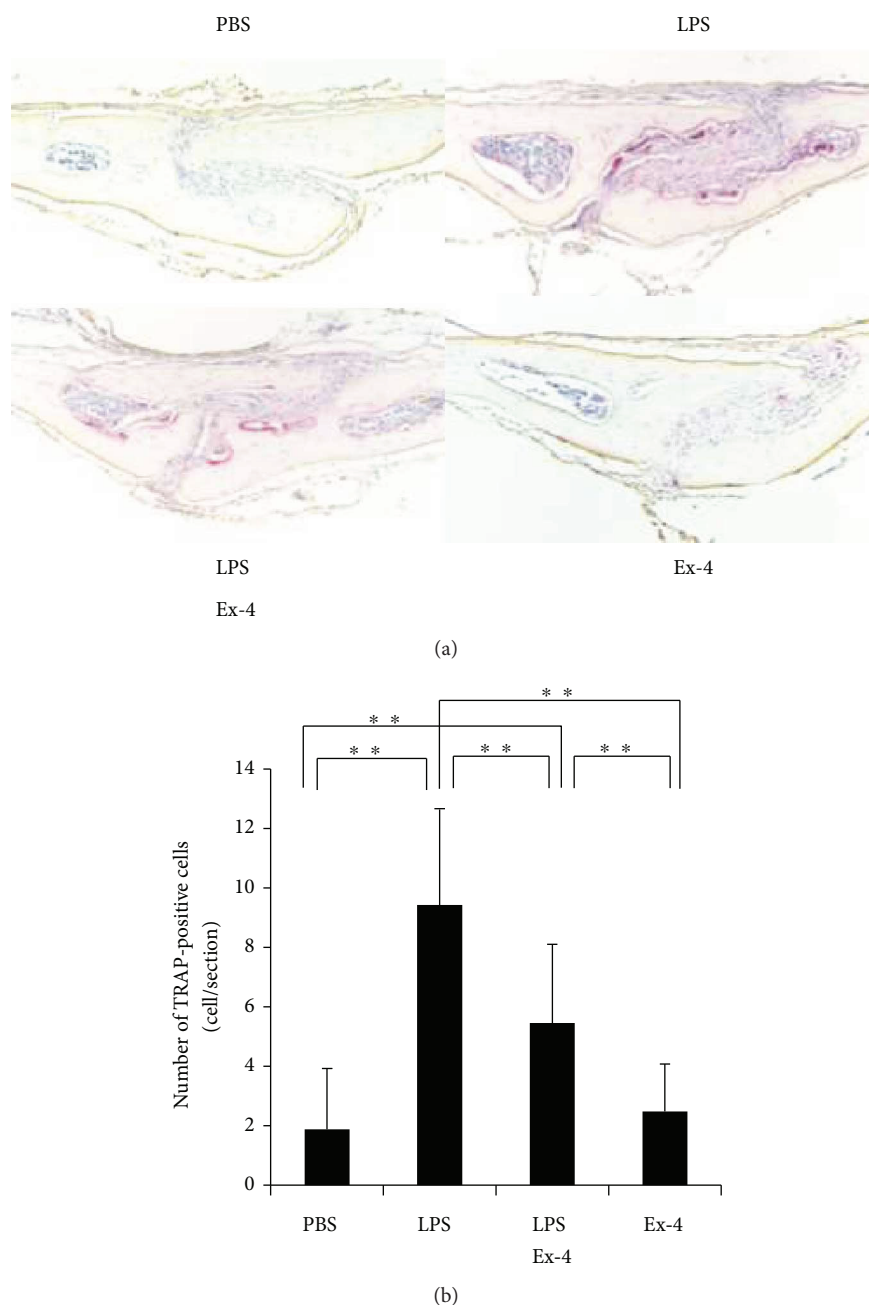 PBS LPS
LPS Ex-4
Ex-4
(a)
* *
* *
* * * * * *
14
12
10
8
6
4
2
0
Number of TRAP-positive cells
(cell/section)
PBS LPS LPS Ex-4
Ex-4
(b)